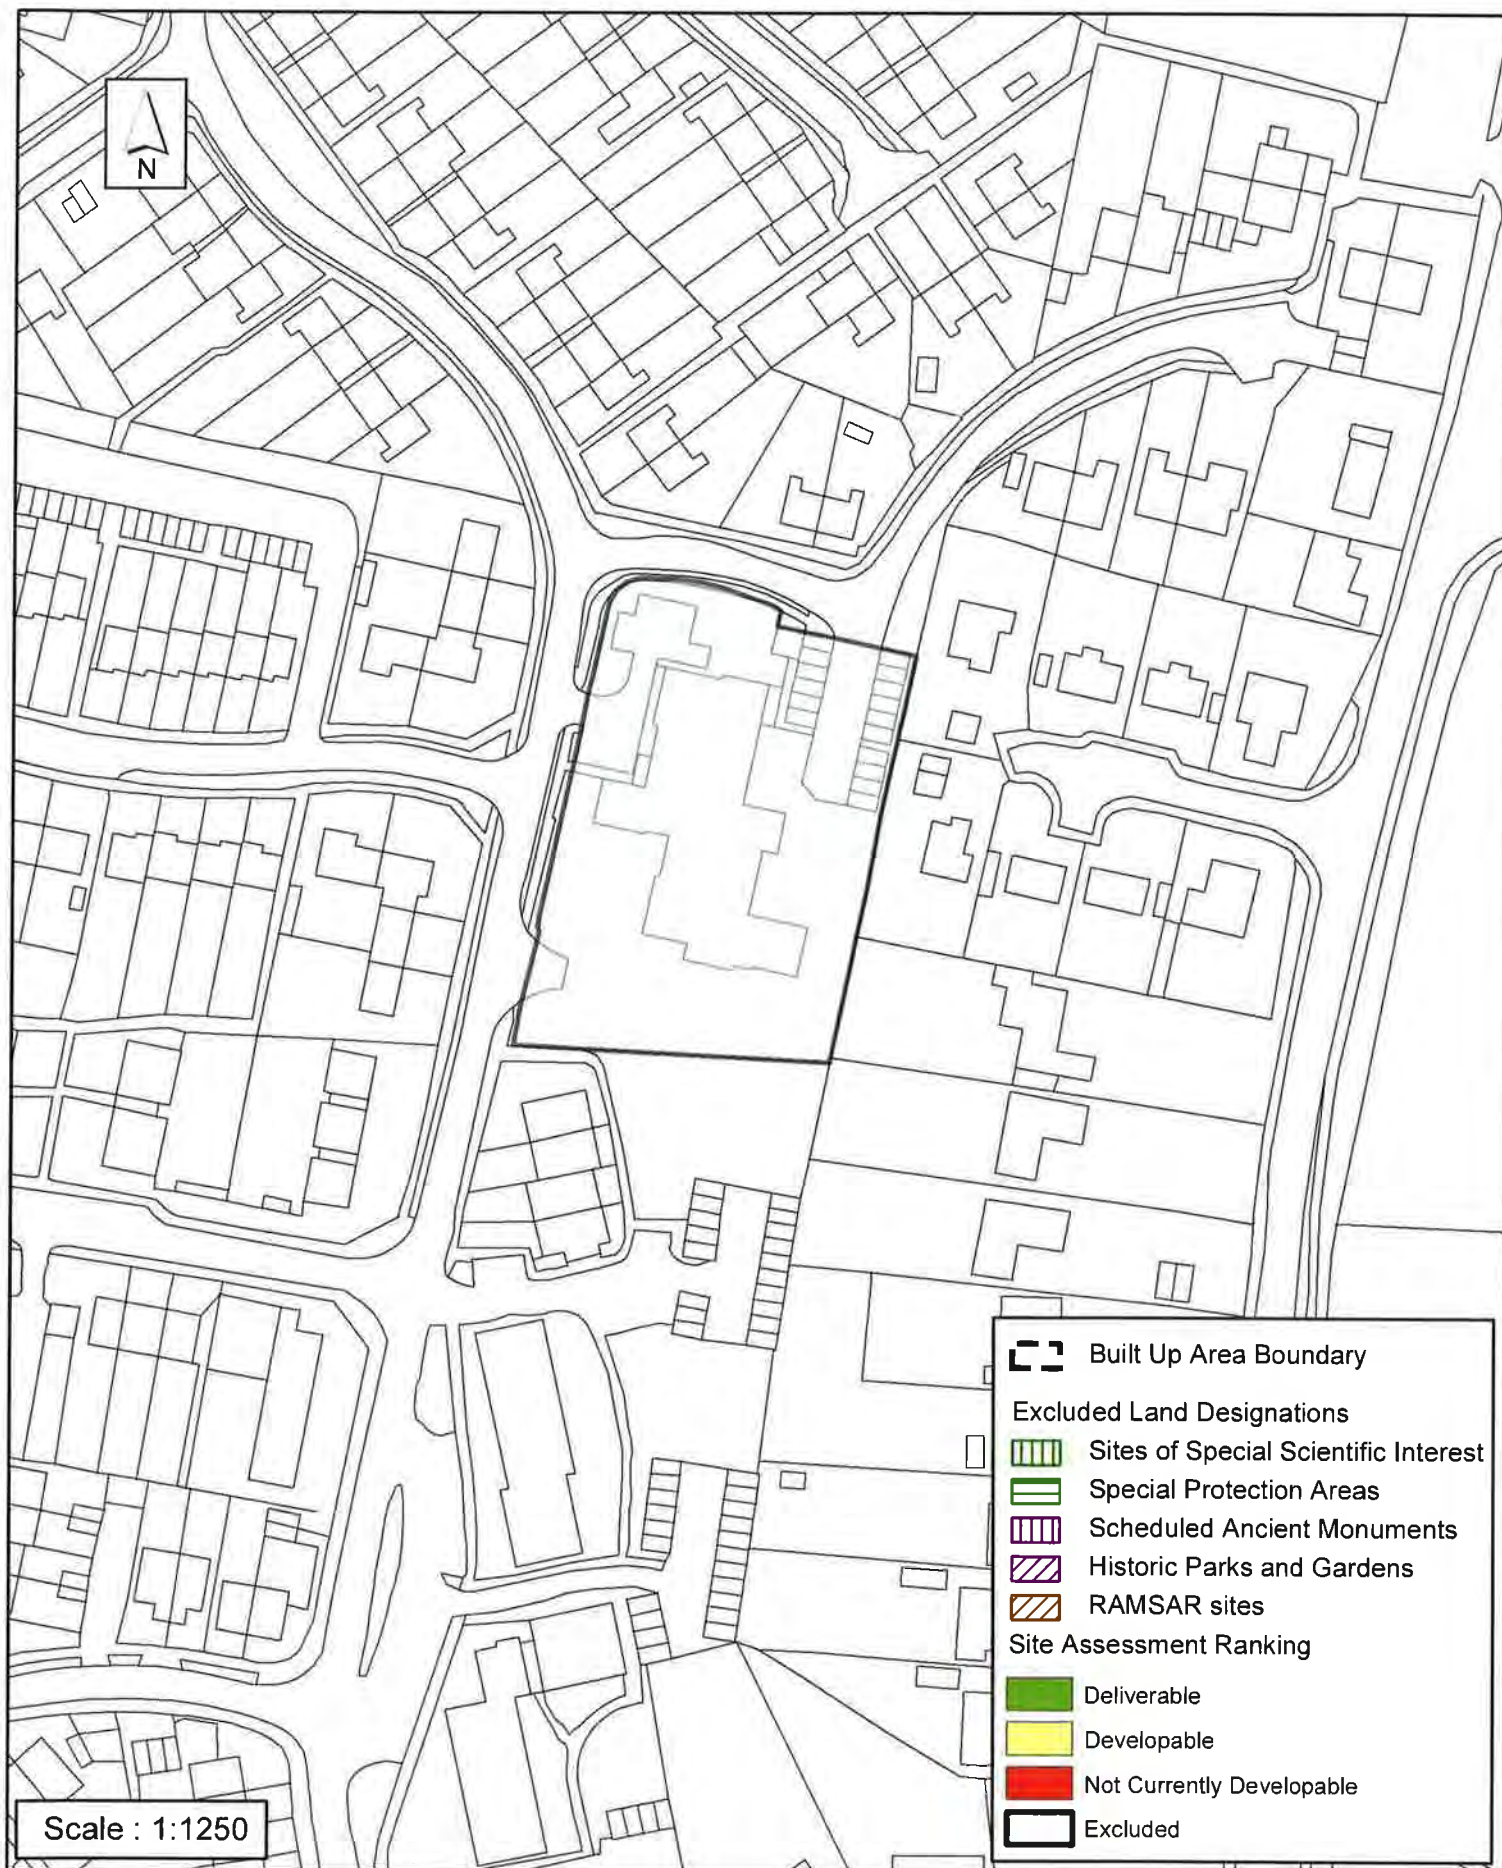 N
Built Up Area Boundary
Excluded Land Designations
Sites of Special Scientific Interest
Special Protection Areas
Scheduled Ancient Monuments
Historic Parks and Gardens
RAMSAR sites
Site Assessment Ranking
Deliverable
Developable
Not Currently Developable
Excluded
Scale : 1:1250